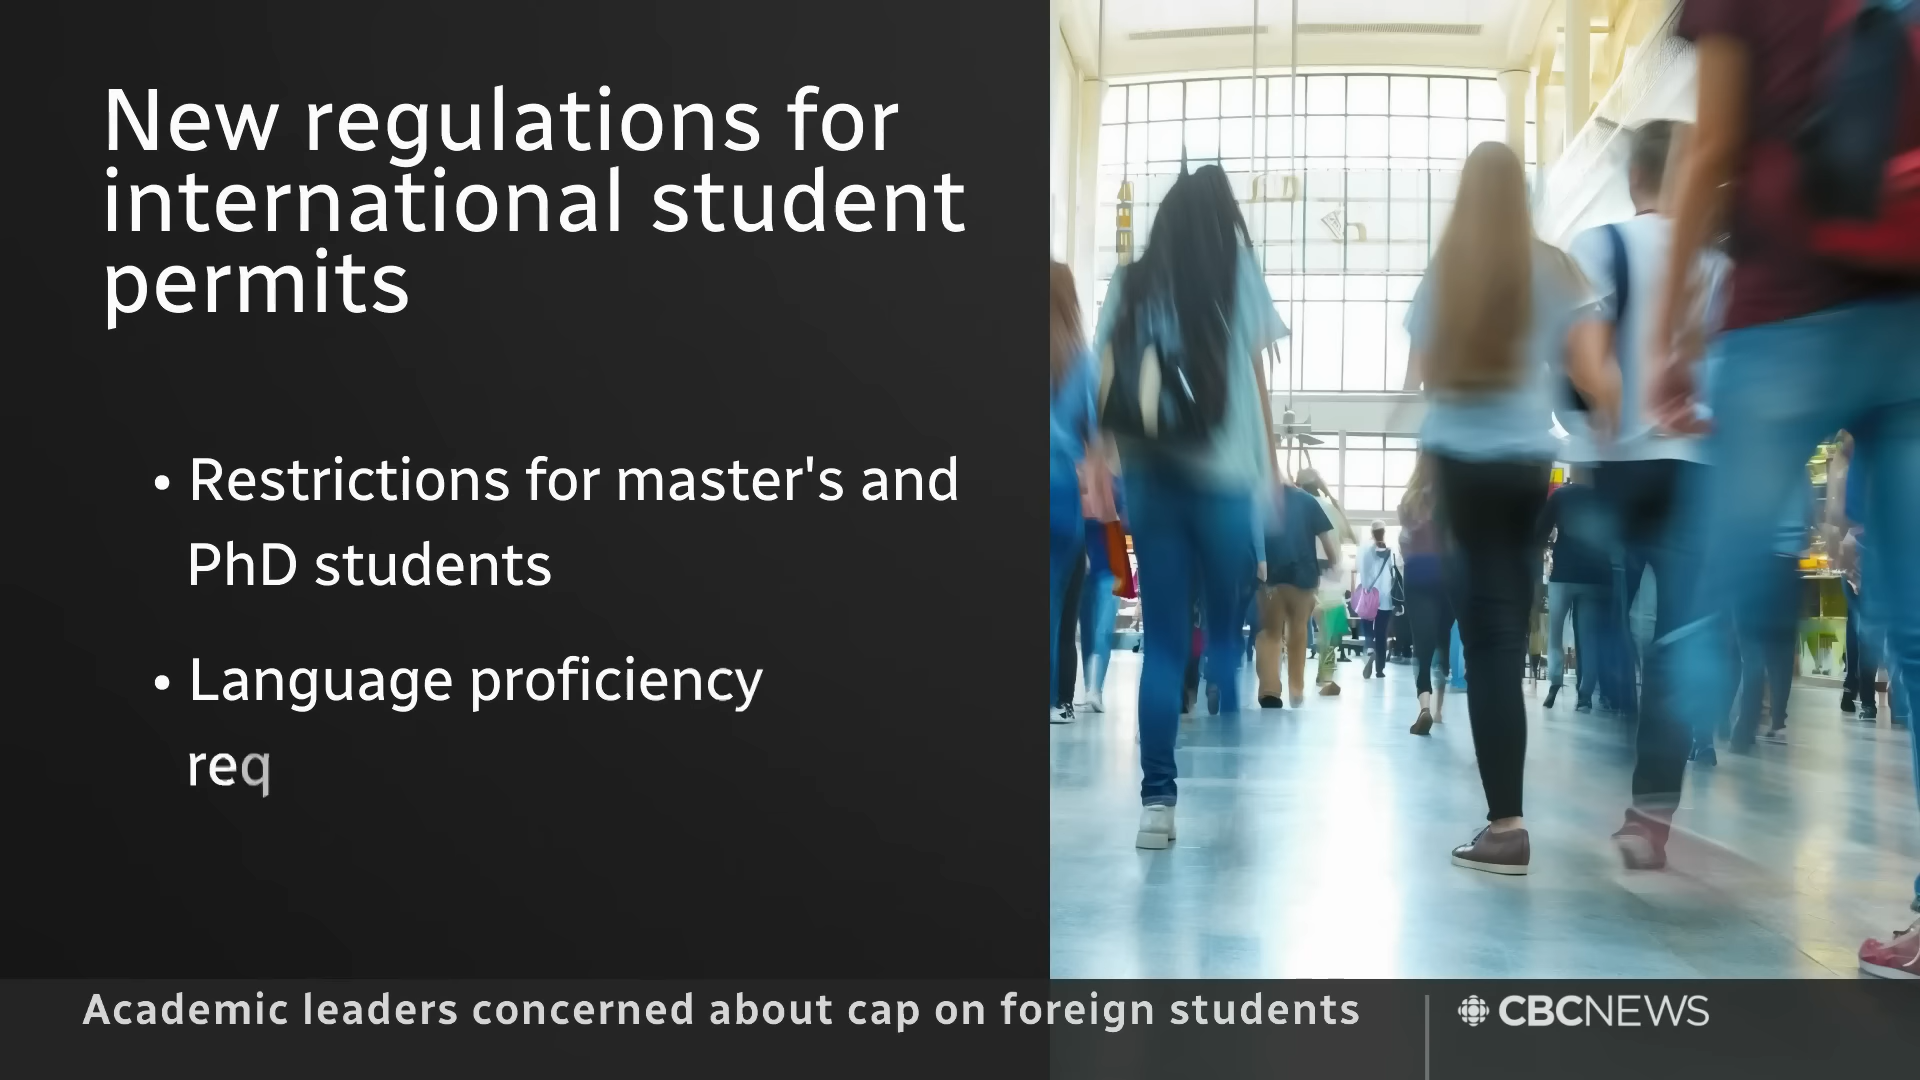 New regulations for
international student
permits
• Restrictions for master's and
PhD students
• Language proficiency
req
Academic leaders concerned about cap on foreign students
CBCNEWS